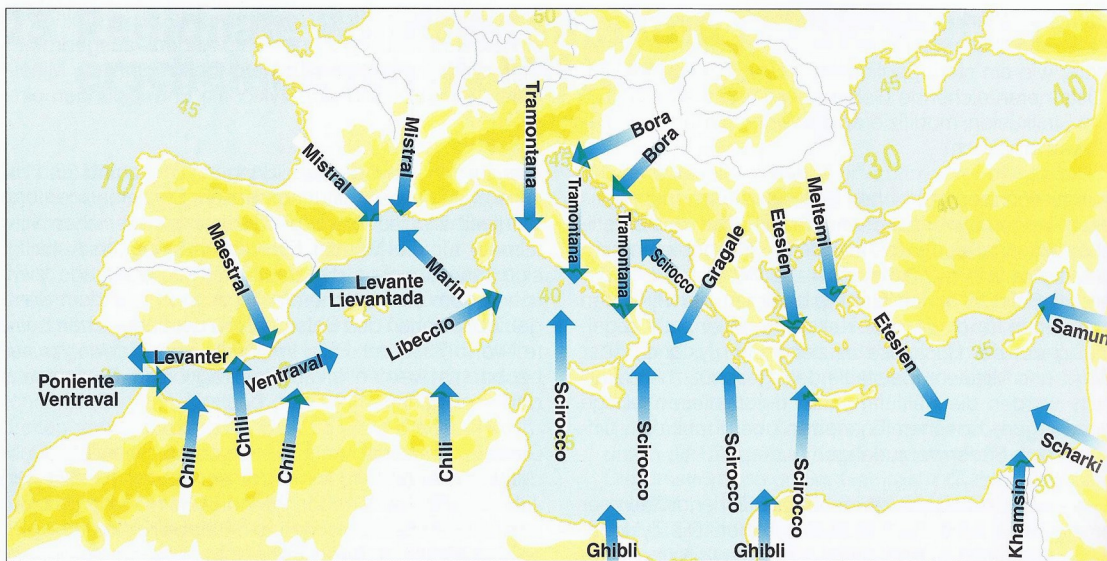 50
45
40
10
30
40
45
35
40
30
Tramontana
Bora
Bora
Mistral
Mistral
Tramontana
Tramontana
Scirocco
Gragale
Etesien
Meltemi
Maestral
Marin
Levante
Lievantada
Libeccio
Etesien
Samun
Levanter
Poniente
Ventraval
Ventraval
Chili
Chili
Chili
Chili
Scirocco
Scirocco
Scirocco
Scirocco
Scharki
Khamsin
Ghibli
Ghibli